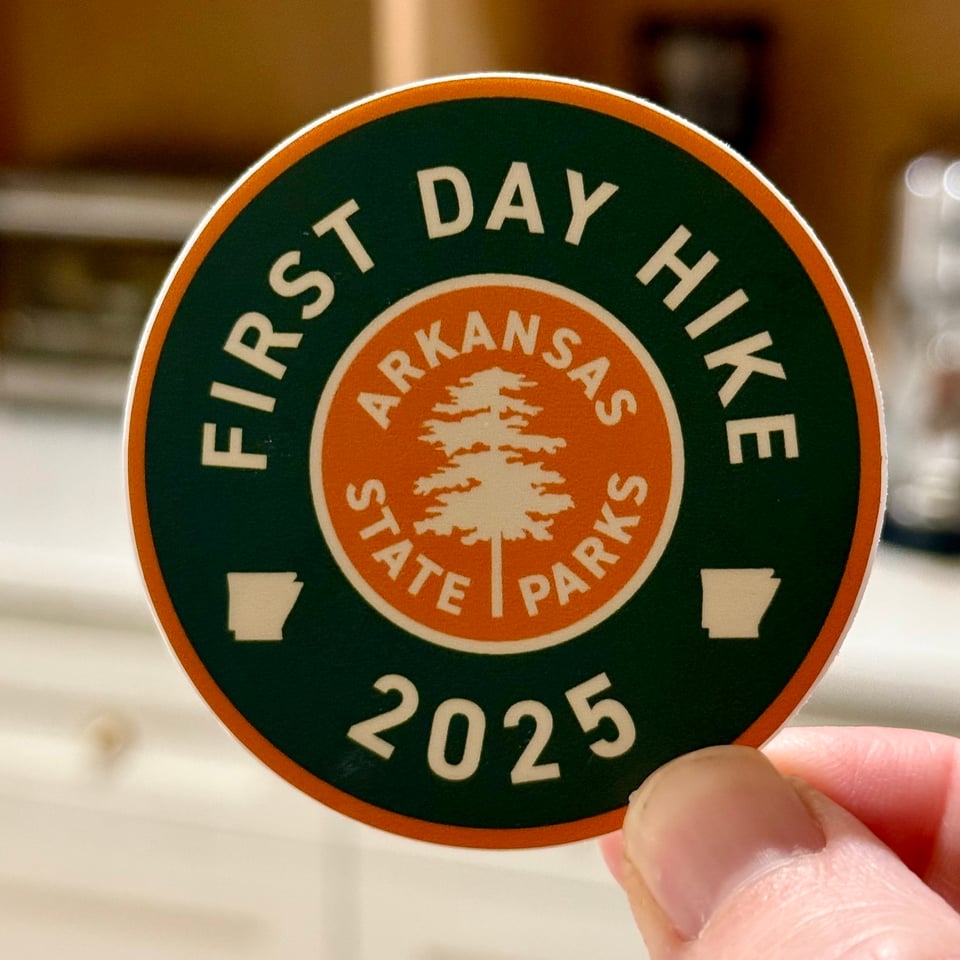 FIRST DAY HIKE
ARKANSAS
STATE PARKS
2025